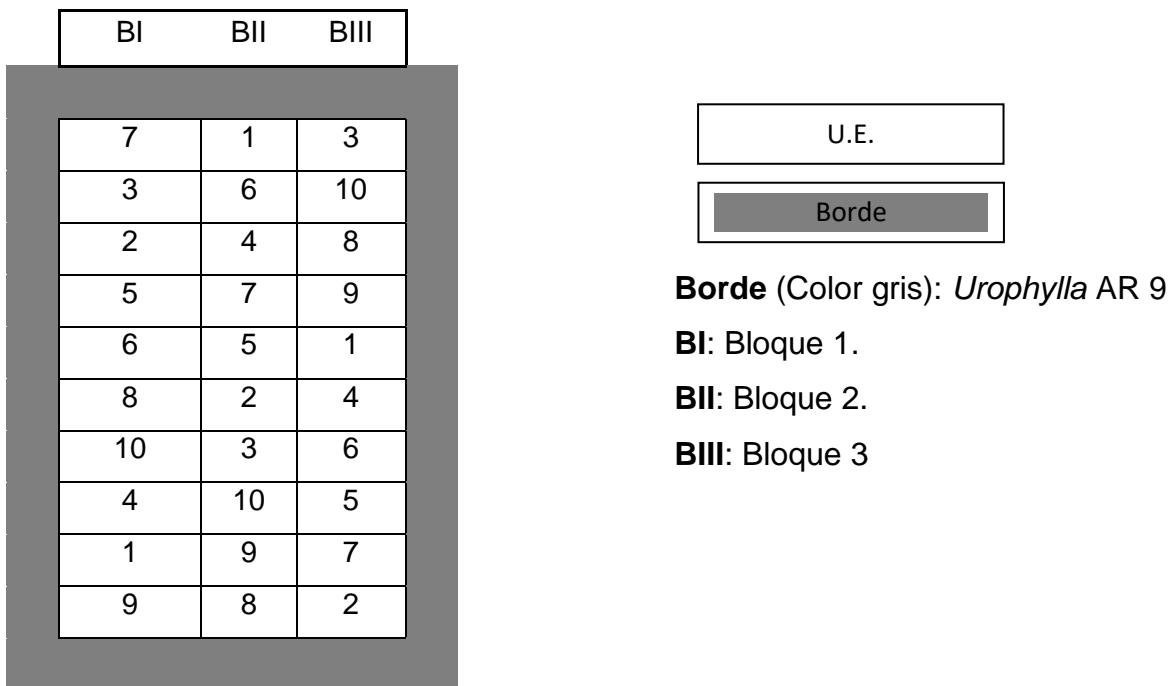 BI BII BIII
7 1 3
3 6 10
2 4 8
5 7 9
6 5 1
8 2 4
10 3 6
4 10 5
1 9 7
9 8 2
U.E.
Borde
Borde (Color gris): Urophylla AR 9
BI: Bloque 1.
BII: Bloque 2.
BIII: Bloque 3